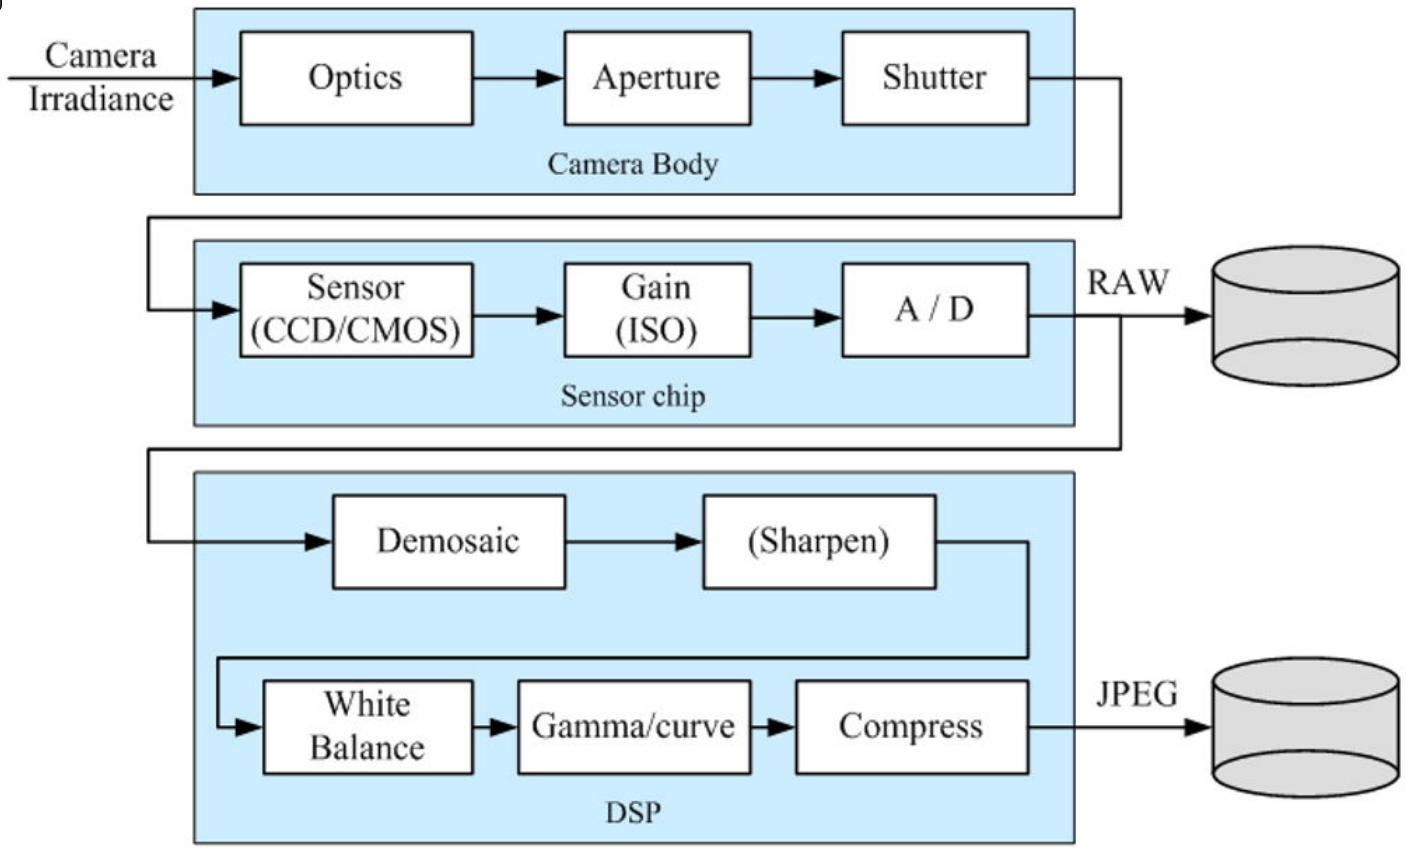 Camera
Irradiance
Optics
Aperture
Shutter
Camera Body
Sensor
(CCD/CMOS)
Gain
(ISO)
A / D
RAW
Sensor chip
Demosaic
(Sharpen)
White
Balance
Gamma/curve
Compress
JPEG
DSP